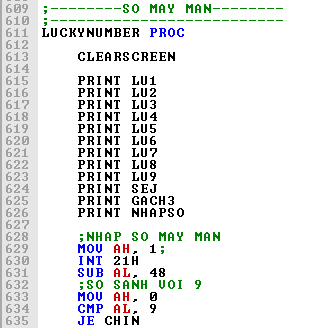 609 ;--------SO MAY MAN--------
610 ;--------------------------
611 LUCKYNUMBER PROC
612
613 CLEARSCREEN
614
615 PRINT LU1
616 PRINT LU2
617 PRINT LU3
618 PRINT LU4
619 PRINT LU5
620 PRINT LU6
621 PRINT LU7
622 PRINT LU8
623 PRINT LU9
624 PRINT SEJ
625 PRINT GACH3
626 PRINT NHAPSO
627
628 ;NHAP SO MAY MAN
629 MOV AH, 1;
630 INT 21H
631 SUB AL, 48
632 ;SO SANH VOI 9
633 MOV AH, 0
634 CMP AL, 9
635 JE CHIN